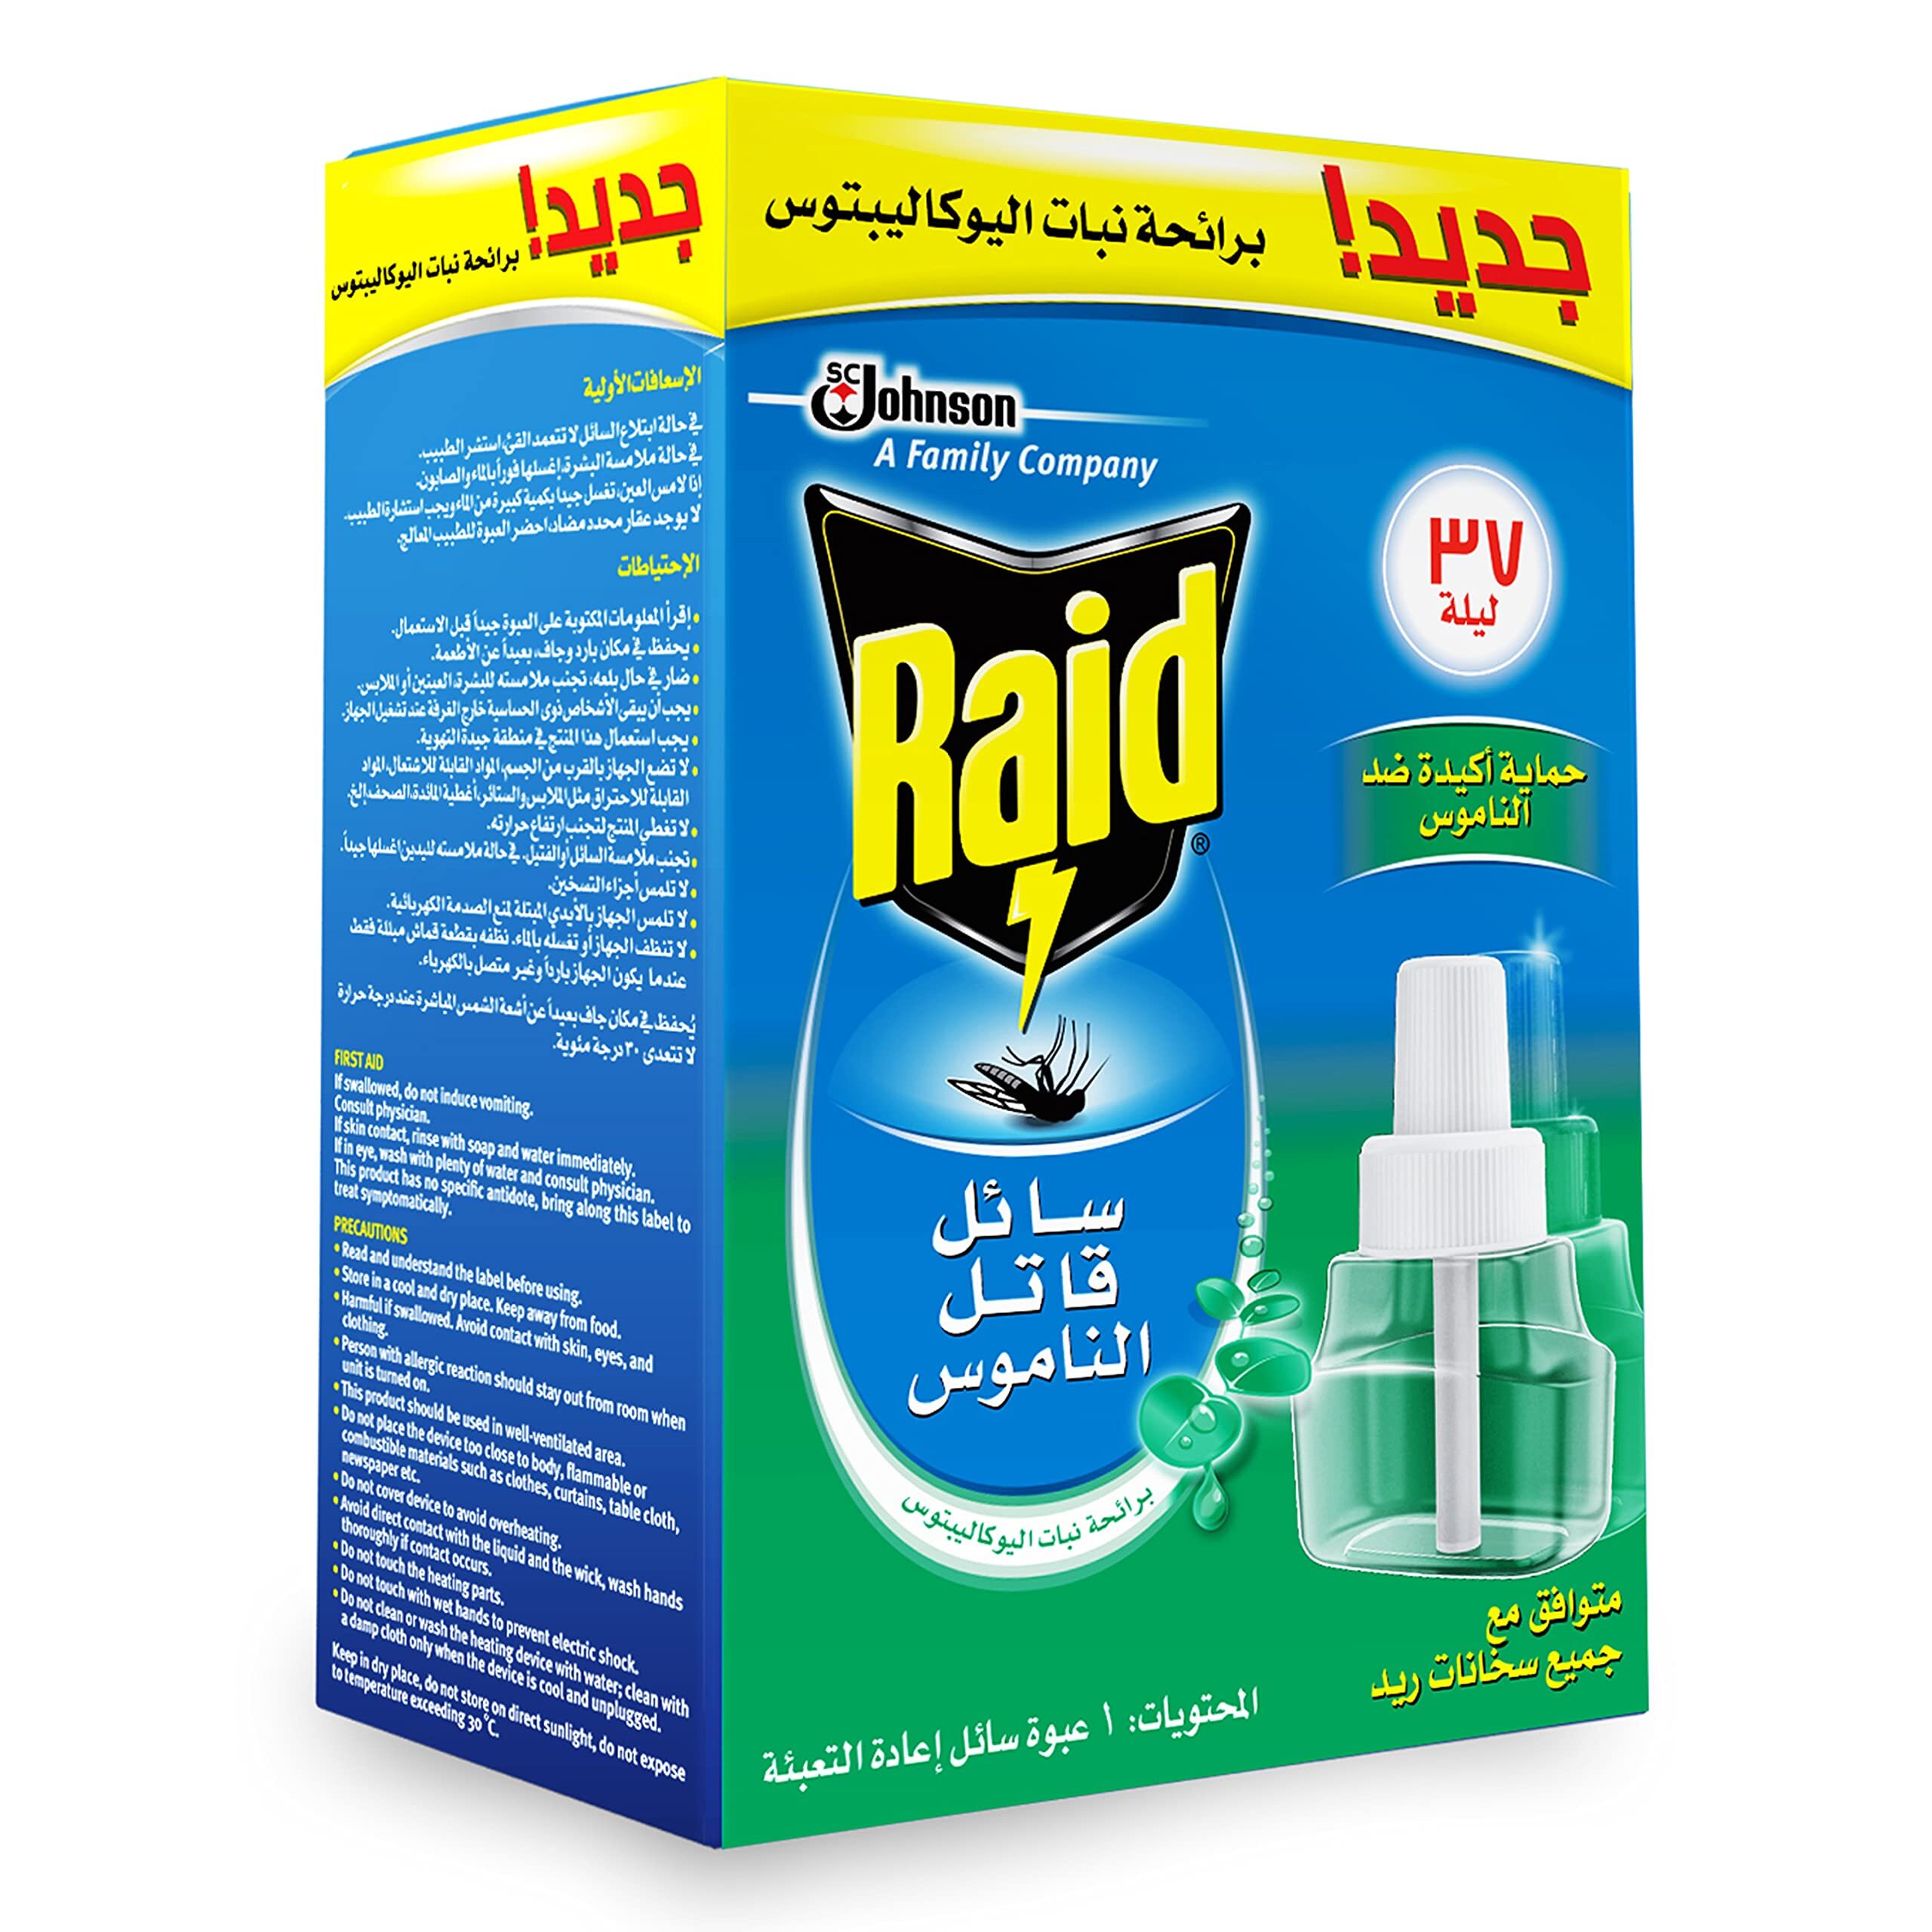 جديد!
برائحة نبات اليوكاليبتوس
الإسعافات الأولية
في حالة ابتلاع السائل لا تتعمد القئ، استشر الطبيب.
في حالة ملامسة البشرة، إغسلها فوراً بالماء والصابون.
إذا لامس العين، تغسل جيدا بكمية كبيرة من الماء ويجب استشارة الطبيب.
لا يوجد عقار محدد مضاد، احضر العبوة للطبيب المعالج.
الإحتياطات
• إقرأ المعلومات المكتوبة على العبوة جيداً قبل الاستعمال.
• يحفظ في مكان بارد وجاف، بعيداً عن الأطعمة.
• ضار في حال بلعه، تجنب ملامسته للبشرة، العينين أو الملابس.
• يجب أن يبقى الأشخاص ذوى الحساسية خارج الغرفة عند تشغيل الجهاز.
• يجب استعمال هذا المنتج في منطقة جيدة التهوية.
• لا تضع الجهاز بالقرب من الجسم، المواد القابلة للاشتعال، المواد
القابلة للاحتراق مثل الملابس والستائر، أغطية المائدة، الصحف، إلخ.
• لا تغطي المنتج لتجنب ارتفاع حرارته.
• تجنب ملامسة السائل أو الفتيل. في حالة ملامسته لليدين اغسلها جيداً.
• لا تلمس أجزاء التسخين.
• لا تلمس الجهاز بالأيدي المبتلة لمنع الصدمة الكهربائية.
• لا تنظف الجهاز أو تغسله بالماء. نظفه بقطعة قماش مبللة فقط
عندما يكون الجهاز بارداً وغير متصل بالكهرباء.
يُحفظ في مكان جاف بعيداً عن أشعة الشمس المباشرة عند درجة حرارة
لا تتعدى ٣٠ درجة مئوية.
FIRST AID
If swallowed, do not induce vomiting.
Consult physician.
If skin contact, rinse with soap and water immediately.
If in eye, wash with plenty of water and consult physician.
This product has no specific antidote, bring along this label to
treat symptomatically.
PRECAUTIONS
• Read and understand the label before using.
• Store in a cool and dry place. Keep away from food.
• Harmful if swallowed. Avoid contact with skin, eyes, and
clothing.
• Person with allergic reaction should stay out from room when
unit is turned on.
• This product should be used in well-ventilated area.
• Do not place the device too close to body, flammable or
combustible materials such as clothes, curtains, table cloth,
newspaper etc.
• Do not cover device to avoid overheating.
• Avoid direct contact with the liquid and the wick, wash hands
thoroughly if contact occurs.
• Do not touch the heating parts.
• Do not touch with wet hands to prevent electric shock.
• Do not clean or wash the heating device with water; clean with
a damp cloth only when the device is cool and unplugged.
Keep in dry place, do not store on direct sunlight, do not expose
to temperature exceeding 30 °C.
جديد!
برائحة نبات اليوكاليبتوس
SC Johnson
A Family Company
Raid®
٣٧
ليلة
حماية أكيدة ضد
الناموس
سائل
قاتل
الناموس
برائحة نبات اليوكاليبتوس
متوافق مع
جميع سخانات ريد
المحتويات: ١ عبوة سائل إعادة التعبئة